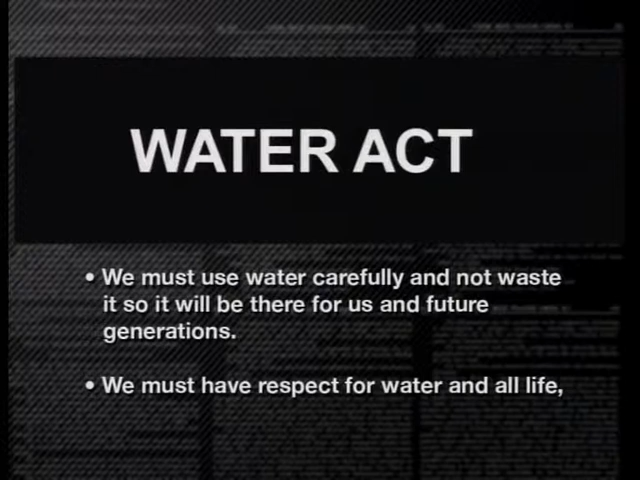 WATER ACT
• We must use water carefully and not waste
it so it will be there for us and future
generations.
• We must have respect for water and all life,